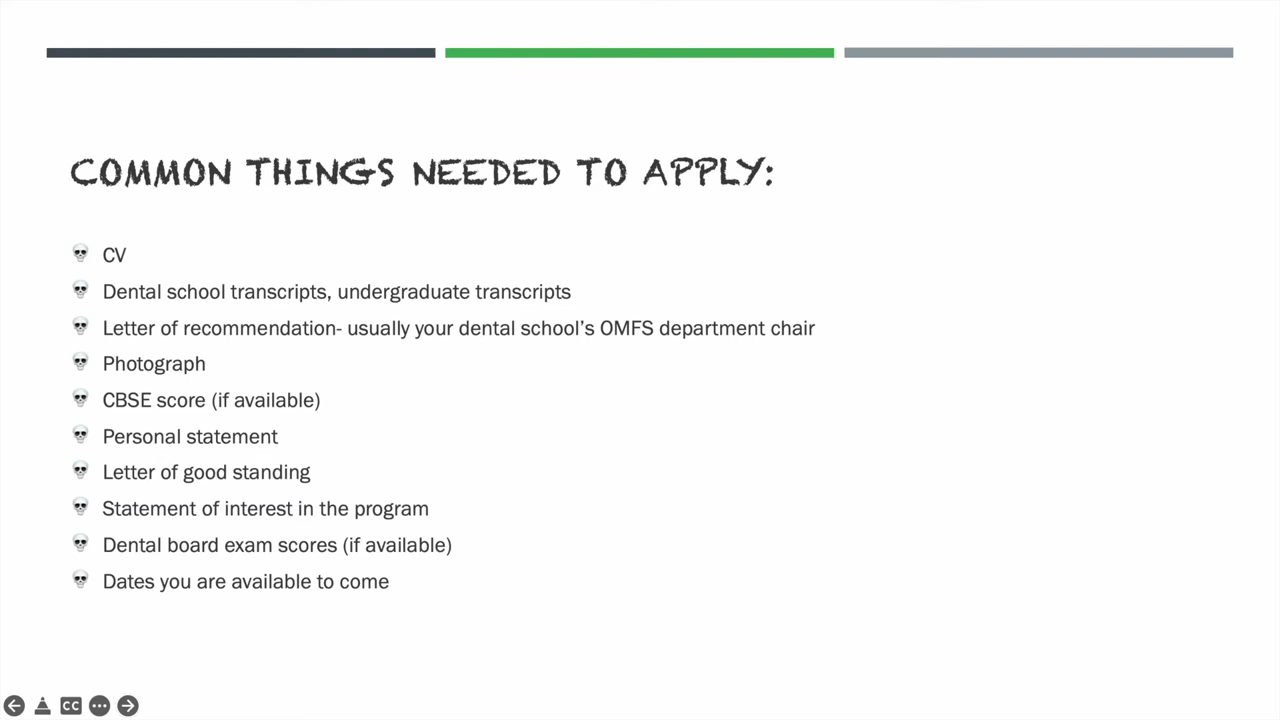 COMMON THINGS NEEDED TO APPLY:
CV
Dental school transcripts, undergraduate transcripts
Letter of recommendation- usually your dental school's OMFS department chair
Photograph
CBSE score (if available)
Personal statement
Letter of good standing
Statement of interest in the program
Dental board exam scores (if available)
Dates you are available to come
CC